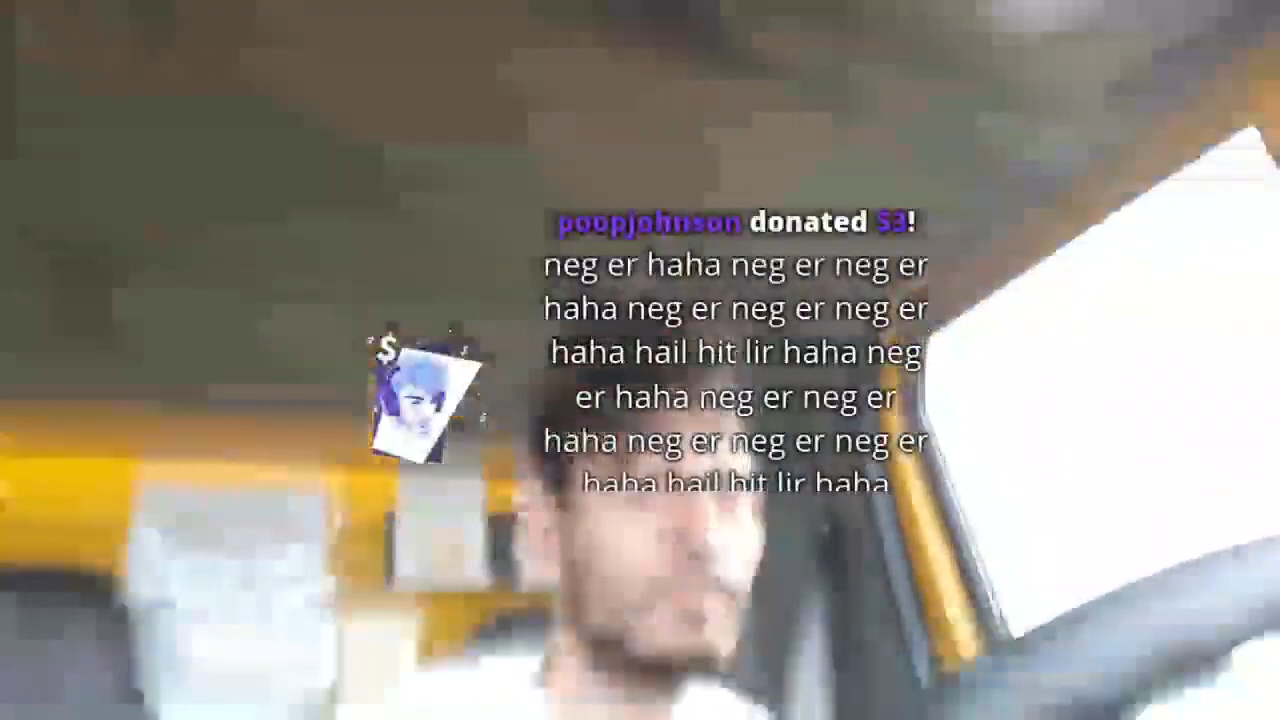 poopjohnson donated $3!
neg er haha neg er neg er
haha neg er neg er neg er
haha hail hit lir haha neg
er haha neg er neg er
haha neg er neg er neg er
haha hail hit lir haha
$